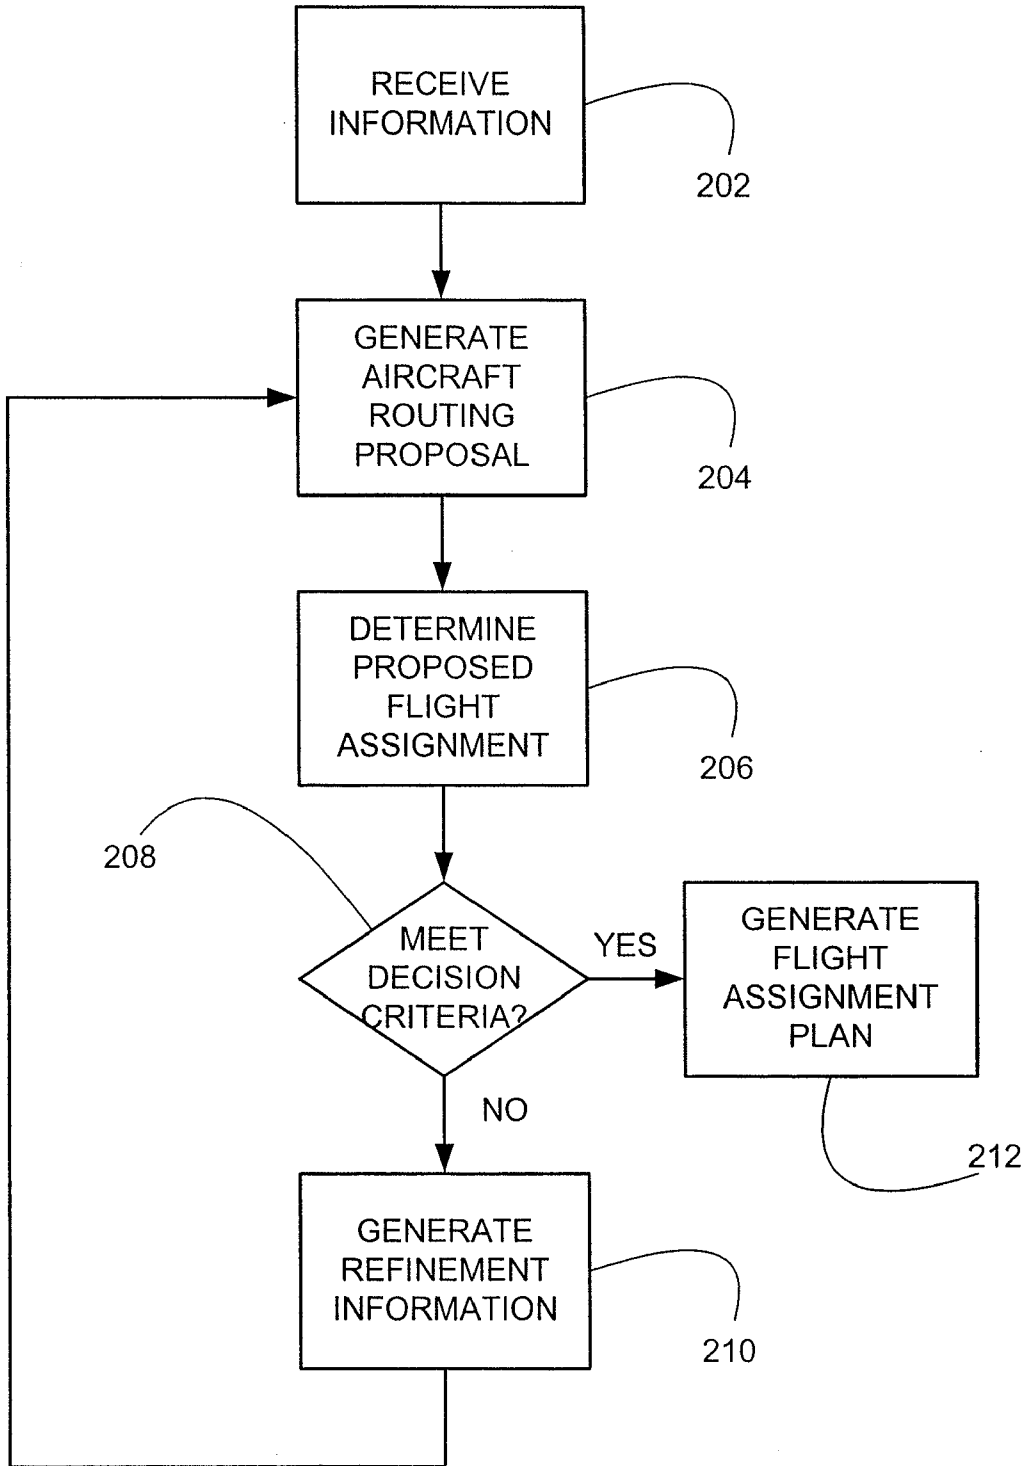 RECEIVE
INFORMATION
202
GENERATE
AIRCRAFT
ROUTING
PROPOSAL
204
DETERMINE
PROPOSED
FLIGHT
ASSIGNMENT
206
208
MEET
DECISION
CRITERIA?
YES
GENERATE
FLIGHT
ASSIGNMENT
PLAN
NO
212
GENERATE
REFINEMENT
INFORMATION
210